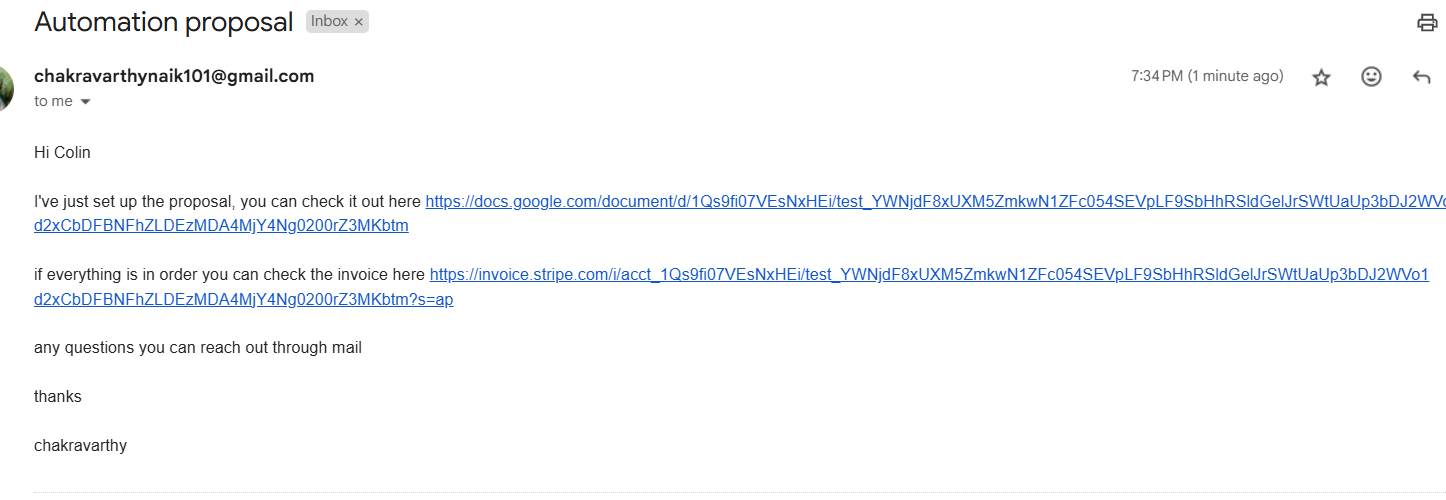 Automation proposal Inbox ×
chakravarthynaik101@gmail.com 7:34 PM (1 minute ago)
to me
Hi Colin
I've just set up the proposal, you can check it out here https://docs.google.com/document/d/1Qs9fi07VEsNxHEi/test_YWNjdF8xUXM5ZmkwN1ZFc054SEVpLF9SbHhRSldGelJrSWtUaUp3bDJ2WVo
d2xCbDFBNFhZLDEzMDA4MjY4Ng0200rZ3MKbtm
if everything is in order you can check the invoice here https://invoice.stripe.com/i/acct_1Qs9fi07VEsNxHEi/test_YWNjdF8xUXM5ZmkwN1ZFc054SEVpLF9SbHhRSldGelJrSWtUaUp3bDJ2WVo1
d2xCbDFBNFhZLDEzMDA4MjY4Ng0200rZ3MKbtm?s=ap
any questions you can reach out through mail
thanks
chakravarthy